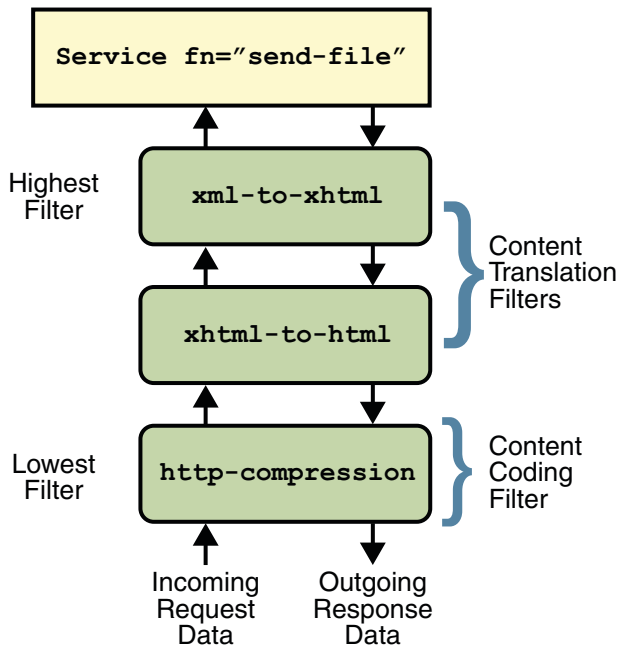 Service fn="send-file"
Highest
Filter
xml-to-xhtml
Content
Translation
Filters
xhtml-to-html
Lowest
Filter
http-compression
Content
Coding
Filter
Incoming
Request
Data
Outgoing
Response
Data